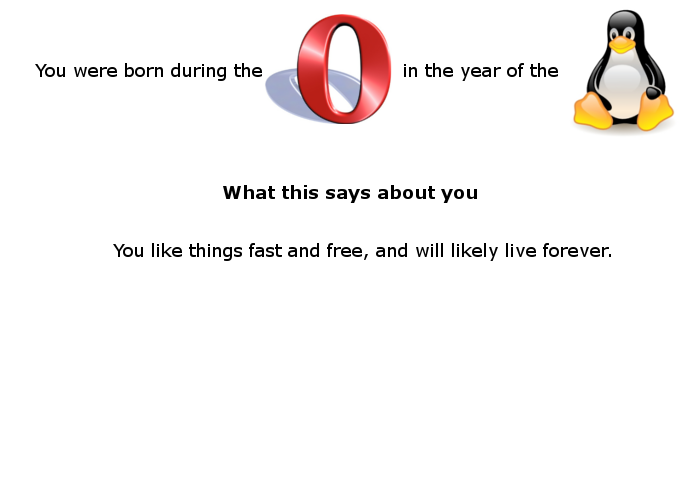 You were born during the in the year of the
What this says about you
You like things fast and free, and will likely live forever.